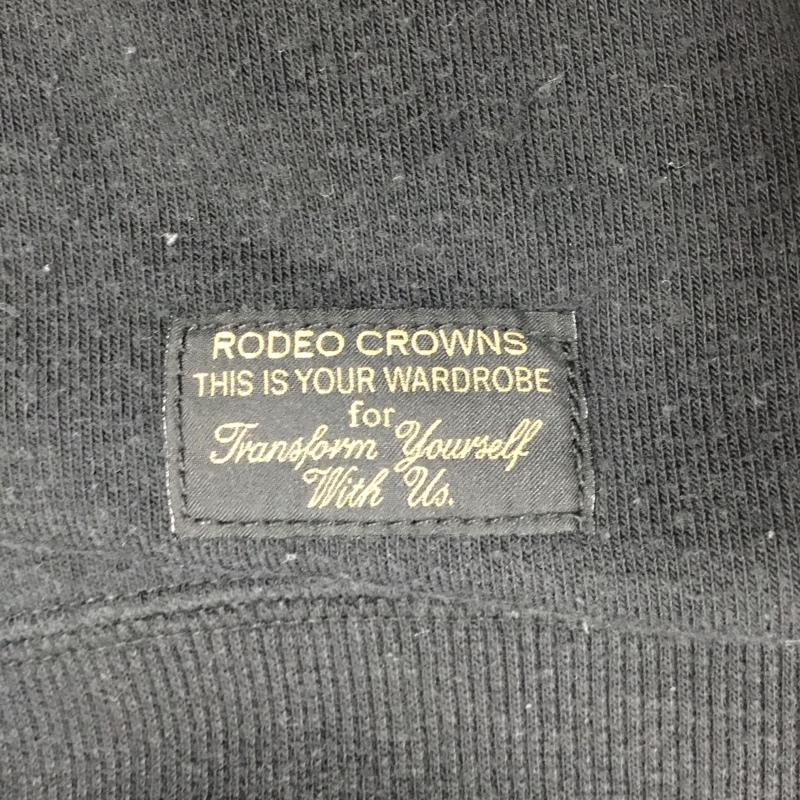 RODEO CROWNS
THIS IS YOUR WARDROBE
for
Transform Yourself
With Us.